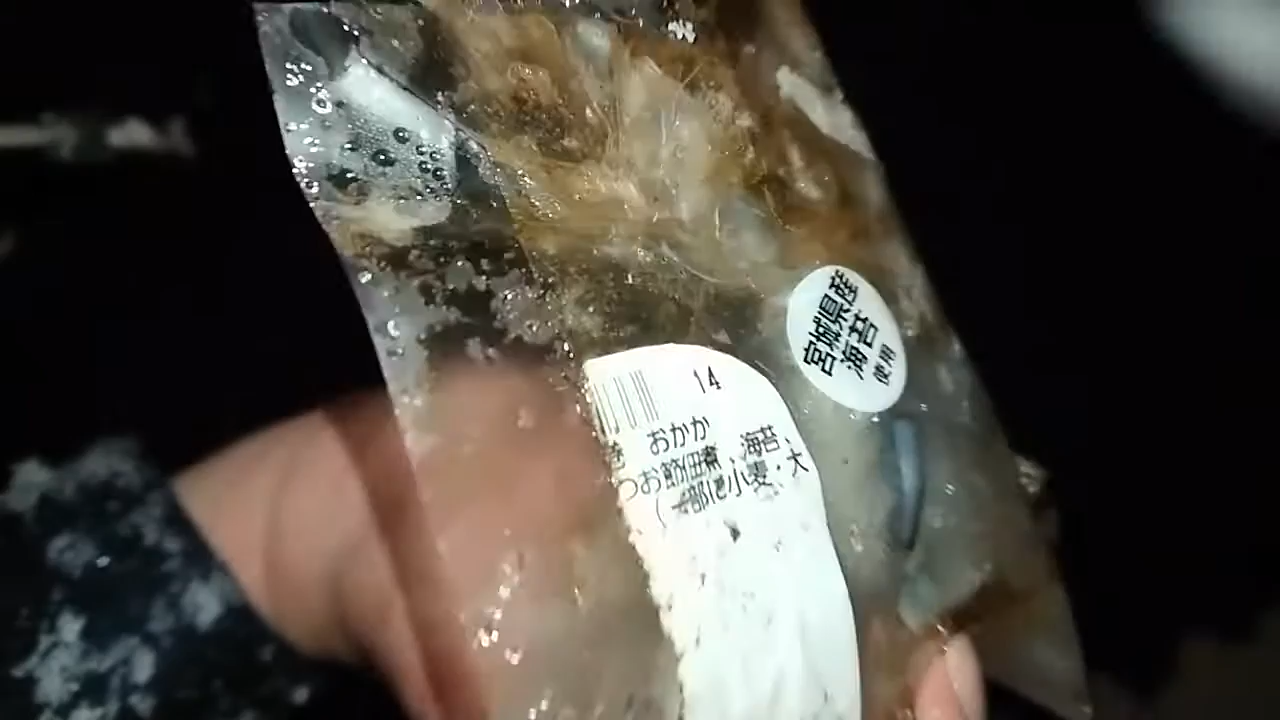 宮城県産
海苔
使用
14
おかか
つお節佃煮、海苔、
(一部に小麦・大